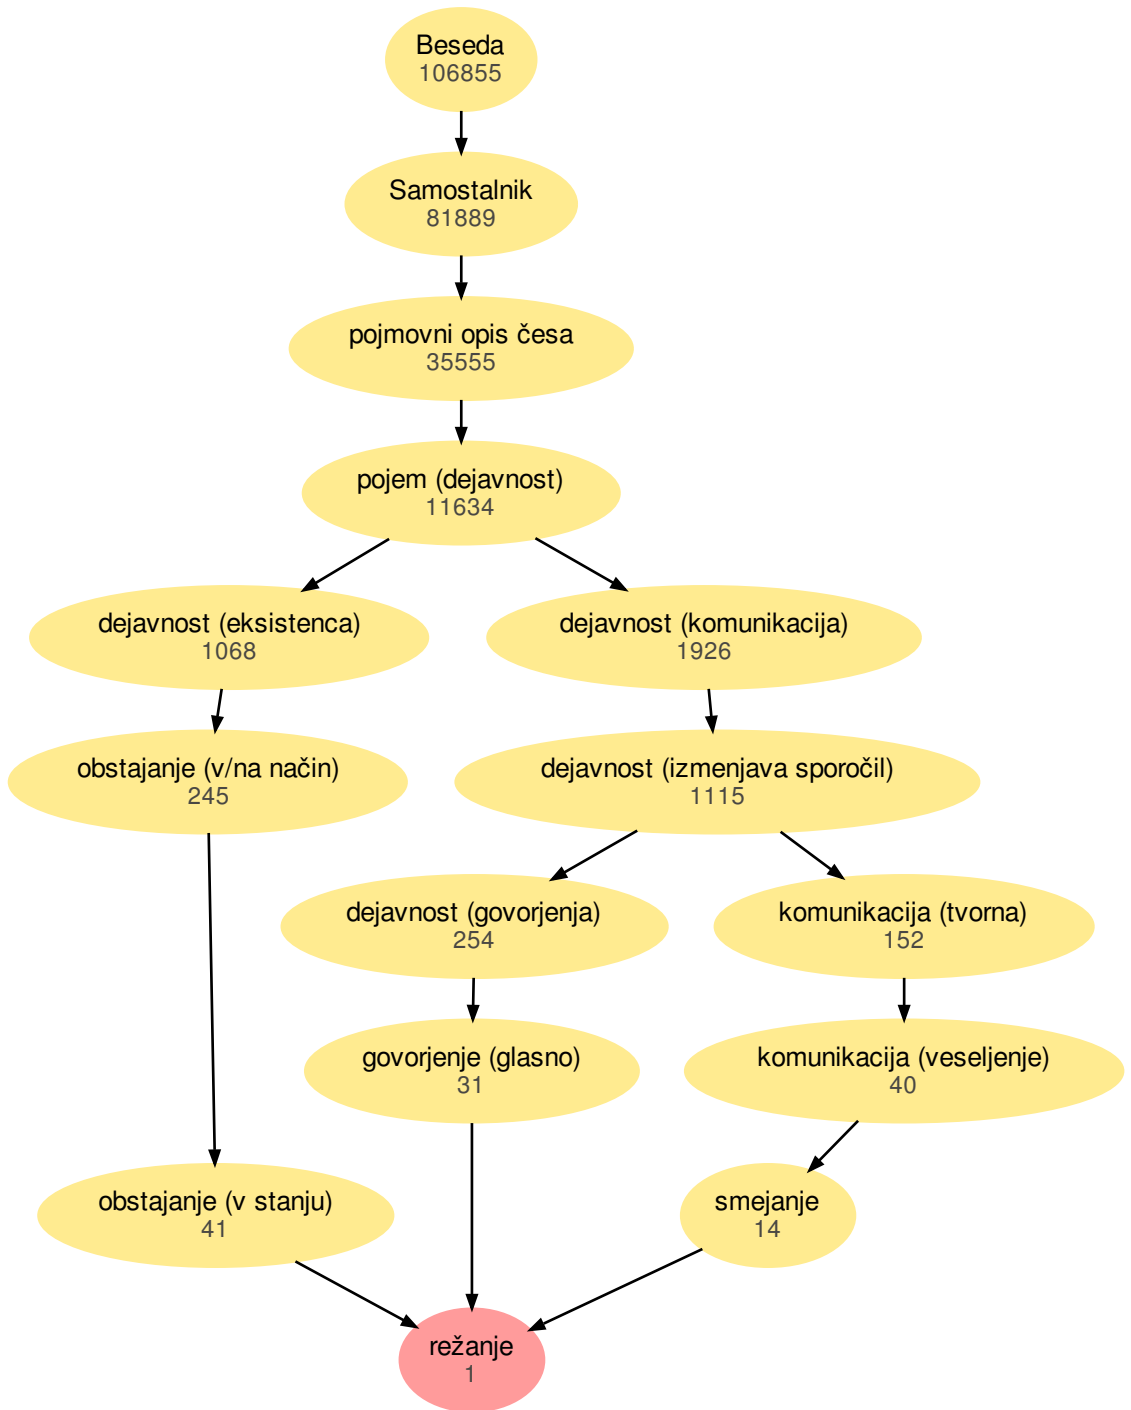 Beseda
106855
Samostalnik
81889
pojmovni opis česa
35555
pojem (dejavnost)
11634
dejavnost (eksistenca)
1068
dejavnost (komunikacija)
1926
obstajanje (v/na način)
245
dejavnost (izmenjava sporočil)
1115
dejavnost (govorjenja)
254
komunikacija (tvorna)
152
govorjenje (glasno)
31
komunikacija (veseljenje)
40
obstajanje (v stanju)
41
smejanje
14
režanje
1